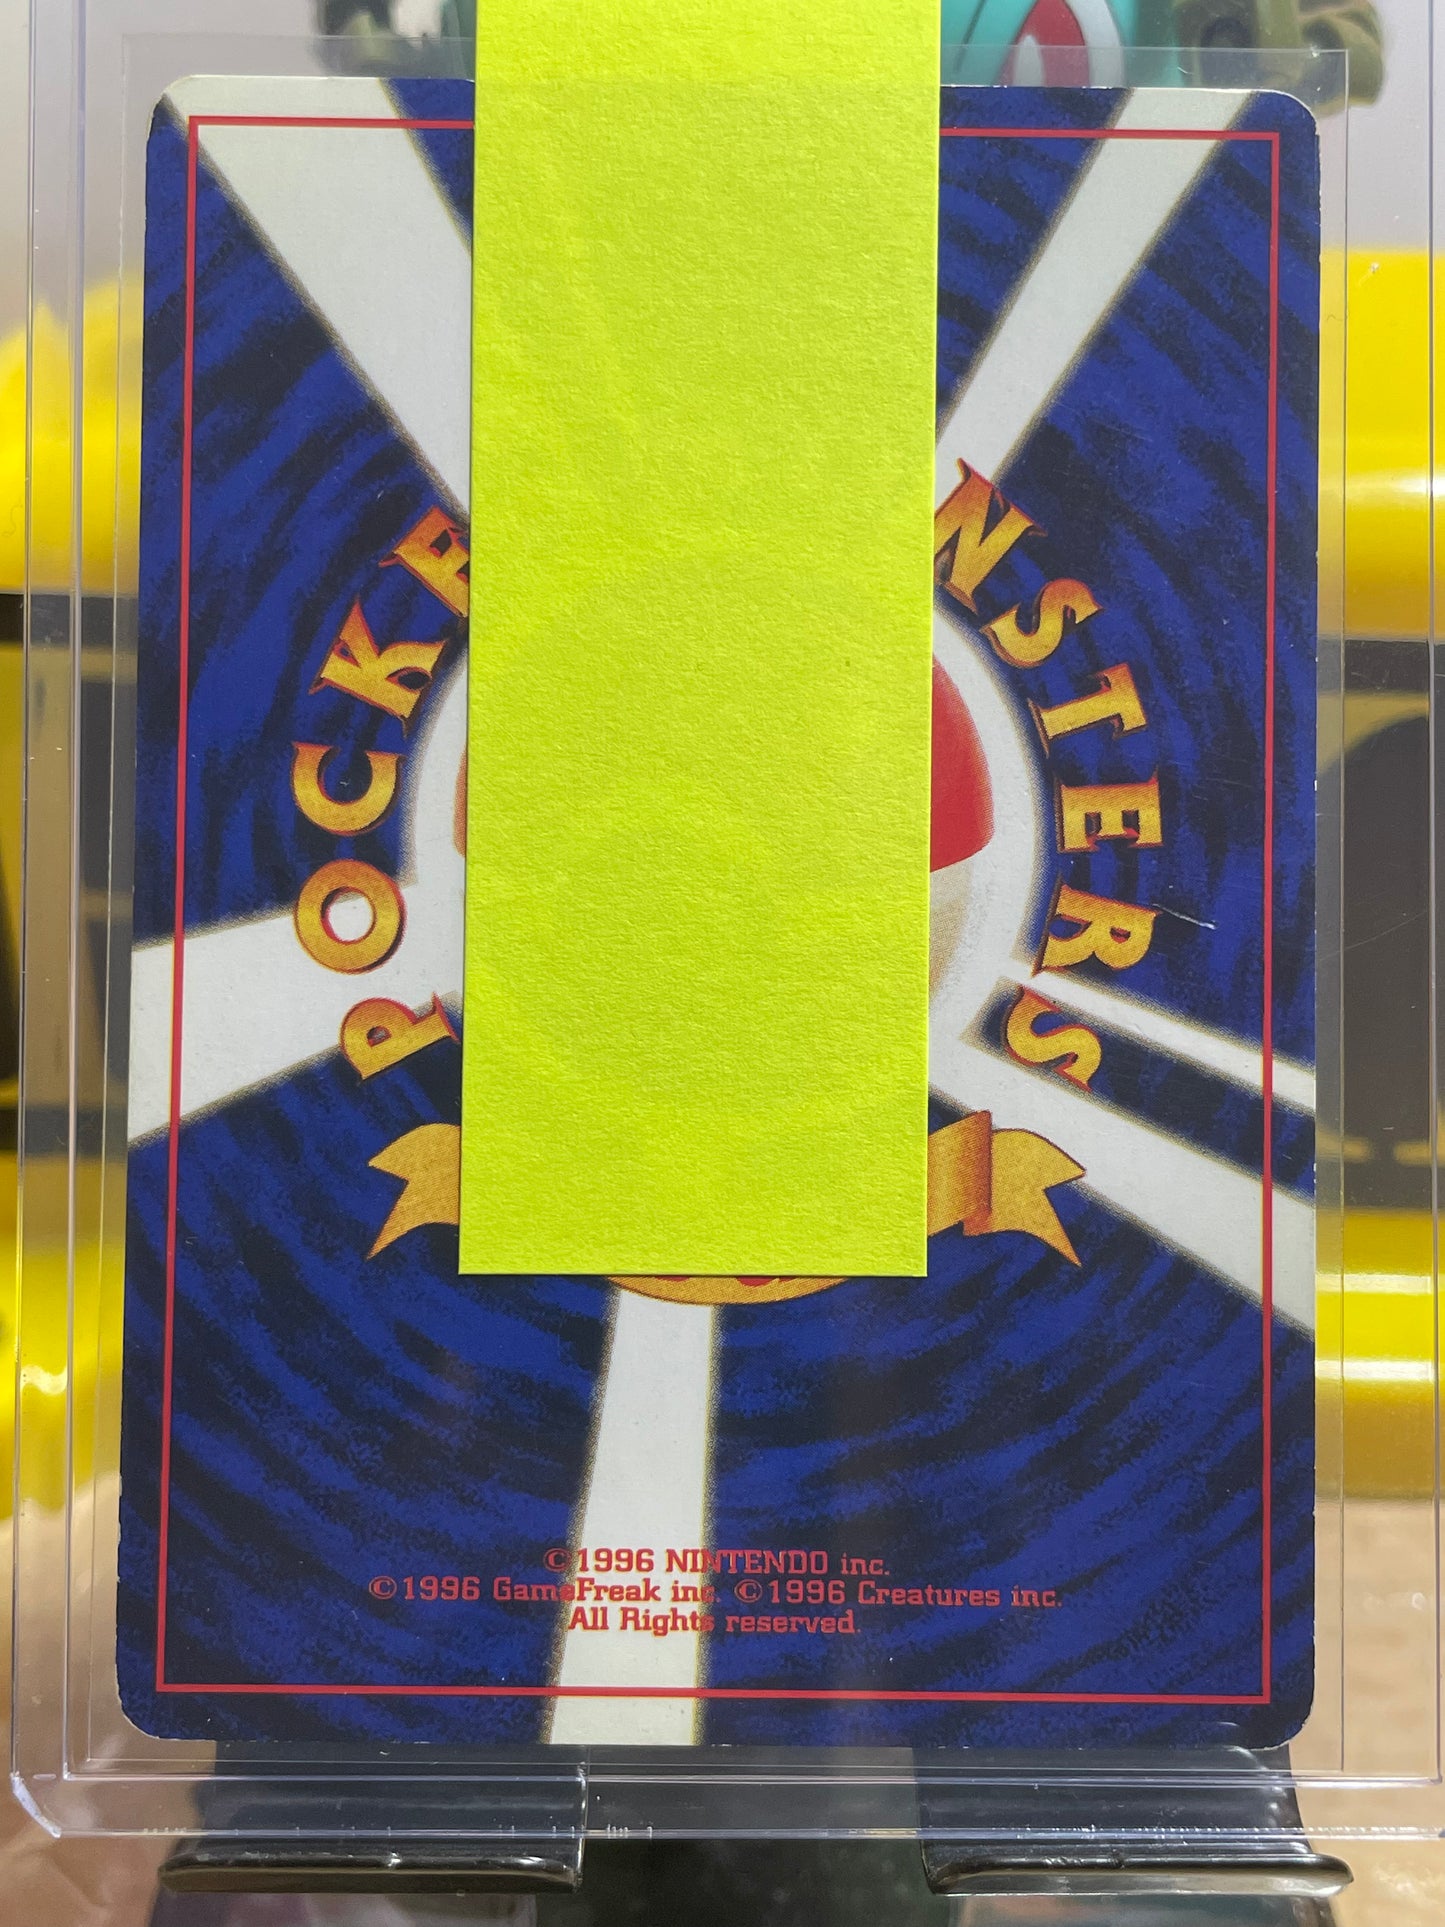 POCKE
NSTERS
©1996 NINTENDO inc.
©1996 GameFreak inc. ©1996 Creatures inc.
All Rights reserved.